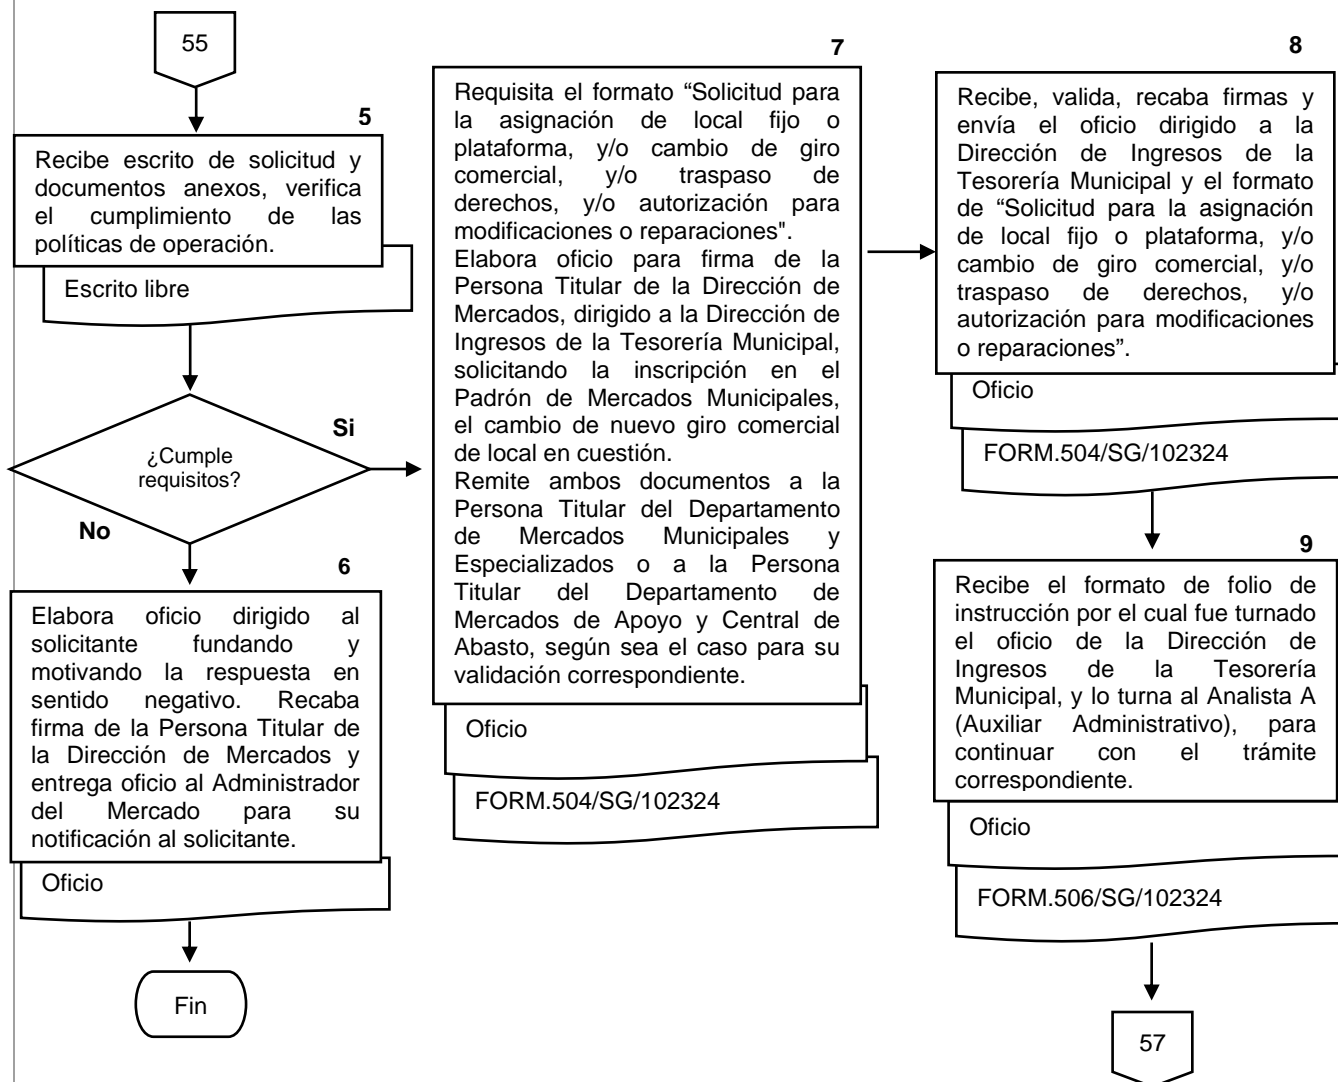 55
5
Recibe escrito de solicitud y
documentos anexos, verifica
el cumplimiento de las
políticas de operación.
Escrito libre
¿Cumple
requisitos?
Si
No
6
Elabora oficio dirigido al
solicitante fundando y
motivando la respuesta en
sentido negativo. Recaba
firma de la Persona Titular de
la Dirección de Mercados y
entrega oficio al Administrador
del Mercado para su
notificación al solicitante.
Oficio
Fin
7
Requisita el formato “Solicitud para
la asignación de local fijo o
plataforma, y/o cambio de giro
comercial, y/o traspaso de
derechos, y/o autorización para
modificaciones o reparaciones".
Elabora oficio para firma de la
Persona Titular de la Dirección de
Mercados, dirigido a la Dirección de
Ingresos de la Tesorería Municipal,
solicitando la inscripción en el
Padrón de Mercados Municipales,
el cambio de nuevo giro comercial
de local en cuestión.
Remite ambos documentos a la
Persona Titular del Departamento
de Mercados Municipales y
Especializados o a la Persona
Titular del Departamento de
Mercados de Apoyo y Central de
Abasto, según sea el caso para su
validación correspondiente.
Oficio
FORM.504/SG/102324
8
Recibe, valida, recaba firmas y
envía el oficio dirigido a la
Dirección de Ingresos de la
Tesorería Municipal y el formato
de “Solicitud para la asignación
de local fijo o plataforma, y/o
cambio de giro comercial, y/o
traspaso de derechos, y/o
autorización para modificaciones
o reparaciones”.
Oficio
FORM.504/SG/102324
9
Recibe el formato de folio de
instrucción por el cual fue turnado
el oficio de la Dirección de
Ingresos de la Tesorería
Municipal, y lo turna al Analista A
(Auxiliar Administrativo), para
continuar con el trámite
correspondiente.
Oficio
FORM.506/SG/102324
57